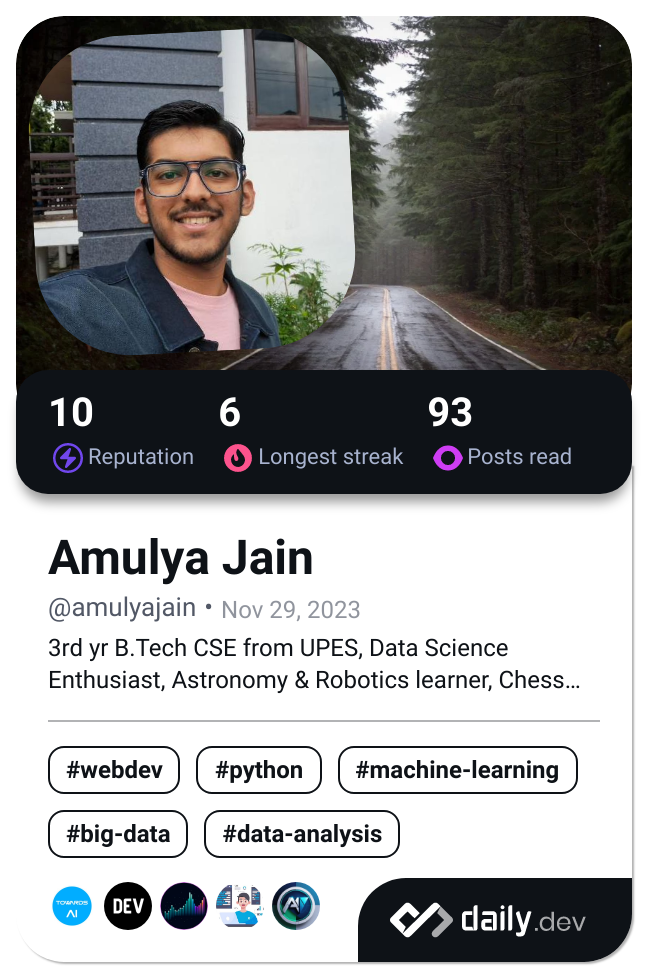 10 6 93
Reputation Longest streak Posts read
Amulya Jain
@amulyajain • Nov 29, 2023
3rd yr B.Tech CSE from UPES, Data Science
Enthusiast, Astronomy & Robotics learner, Chess...
#webdev #python #machine-learning
#big-data #data-analysis
TOWARDS
AI
DEV
daily.dev